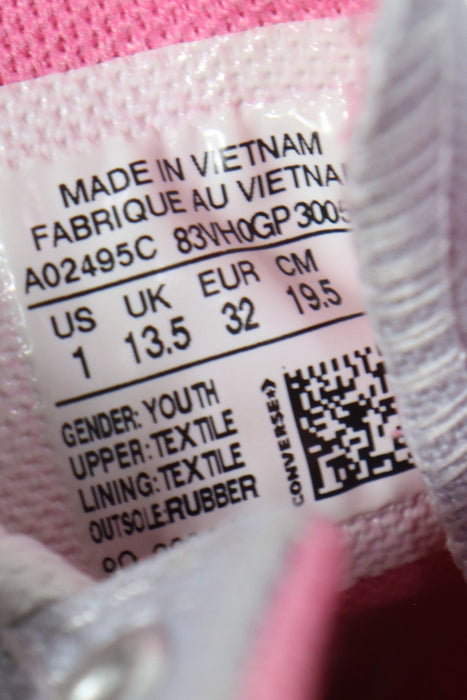 MADE IN VIETNAM
FABRIQUE AU VIETNA
A02495C 83VH0GP 3005
US UK EUR CM
1 13.5 32 19.5
GENDER: YOUTH
UPPER: TEXTILE
LINING: TEXTILE
OUTSOLE:RUBBER
CONVERSE